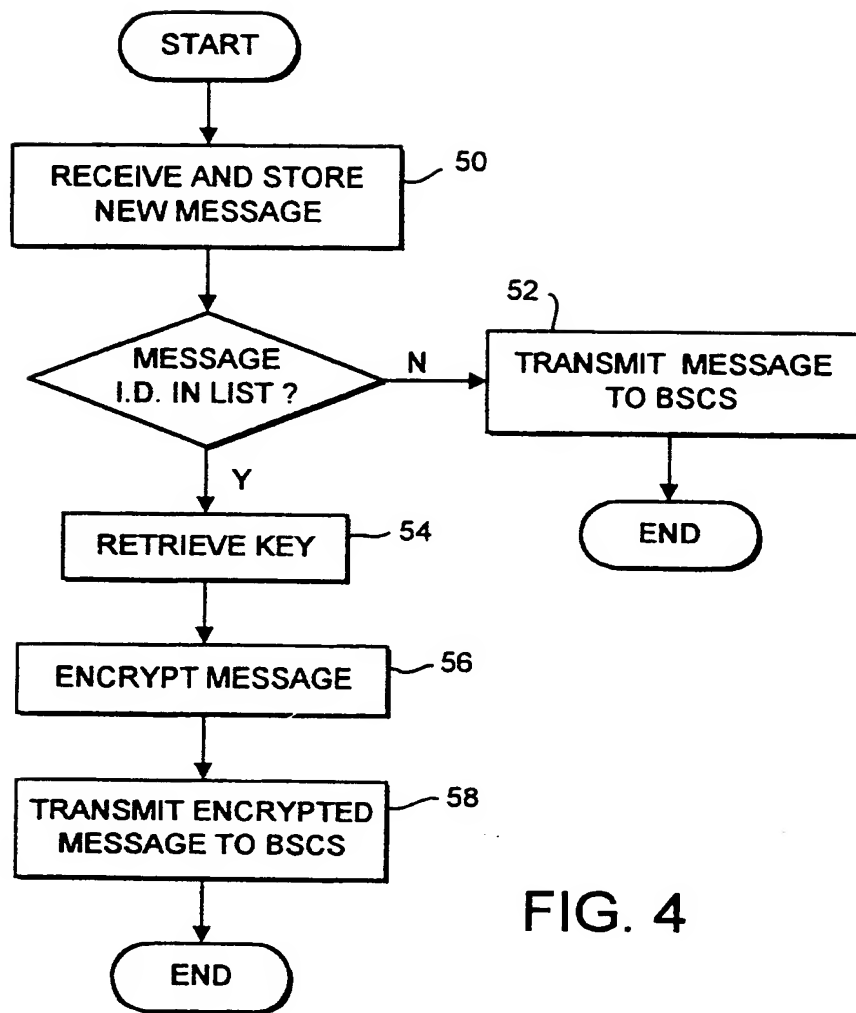 START
RECEIVE AND STORE
NEW MESSAGE
50
MESSAGE
I.D. IN LIST ?
N
52
TRANSMIT MESSAGE
TO BSCS
END
Y
RETRIEVE KEY
54
ENCRYPT MESSAGE
56
TRANSMIT ENCRYPTED
MESSAGE TO BSCS
58
END
FIG. 4